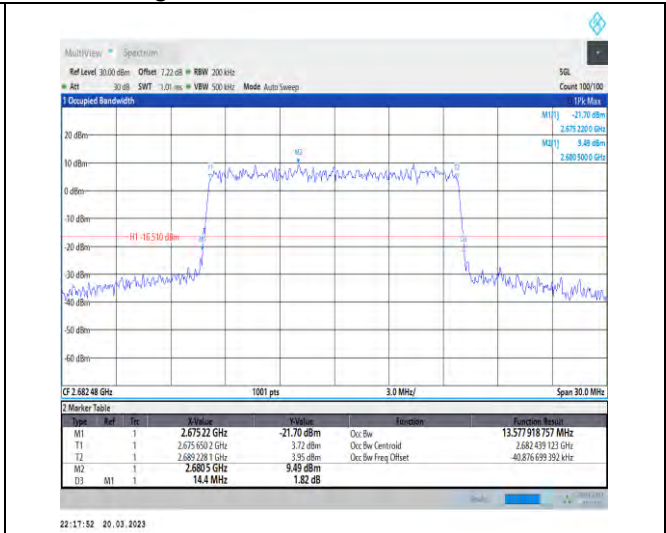 MultiView Spectrum
Ref Level 30.00 dBm Offset 7.22 dB RBW 200 kHz SGL
Att 30 dB SWT 1.01 ms VBW 500 kHz Mode Auto Sweep Count 100/100
1 Occupied Bandwidth 1Pk Max
M1[1] -21.70 dBm
2.675 220 0 GHz
M2[1] 9.49 dBm
2.680 500 0 GHz
20 dBm
M2
10 dBm
T1 T2
0 dBm
-10 dBm
H1 -16.510 dBm
-20 dBm
-30 dBm
-40 dBm
-50 dBm
-60 dBm
CF 2.682 48 GHz 1001 pts 3.0 MHz/ Span 30.0 MHz
2 Marker Table
Type Ref Trc X-Value Y-Value Function Function Result
M1 1 2.675 22 GHz -21.70 dBm Occ Bw 13.577 918 757 MHz
T1 1 2.675 650 2 GHz 3.72 dBm Occ Bw Centroid 2.682 439 123 GHz
T2 1 2.689 228 1 GHz 3.95 dBm Occ Bw Freq Offset -40.876 699 392 kHz
M2 1 2.680 5 GHz 9.49 dBm
D3 M1 1 14.4 MHz 1.82 dB
22:17:52 20.03.2023